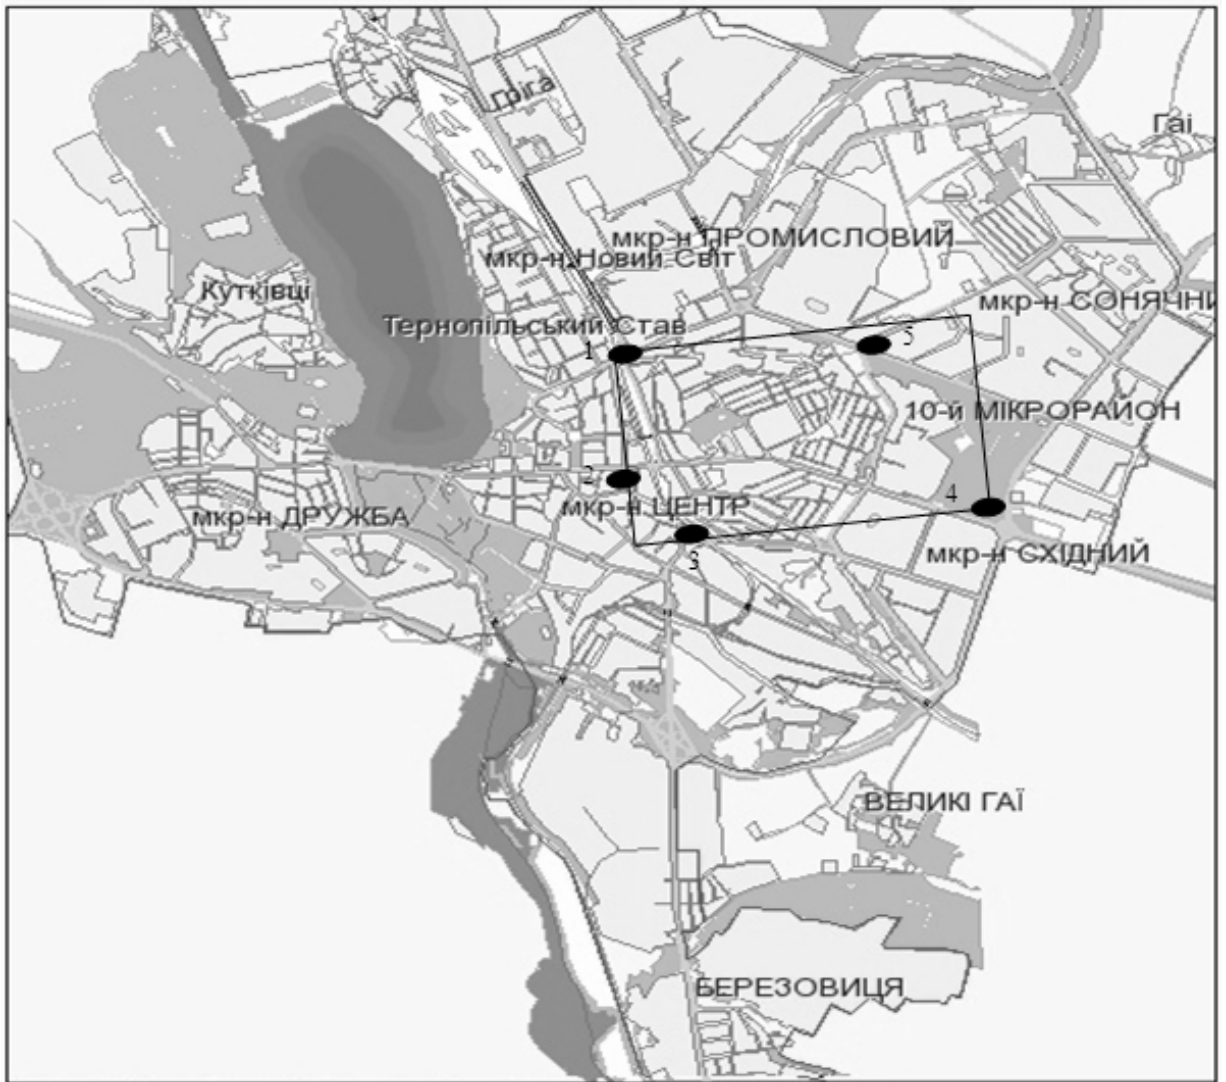 Гріга
Гаї
мкр-н ПРОМИСЛОВИЙ
мкр-н Новий Світ
Кутківці
мкр-н СОНЯЧНИ
Тернопільський Став
1
5
10-й МІКРОРАЙОН
2
4
мкр-н ЦЕНТР
мкр-н ДРУЖБА
3
мкр-н СХІДНИЙ
ВЕЛИКІ ГАЇ
БЕРЕЗОВИЦЯ